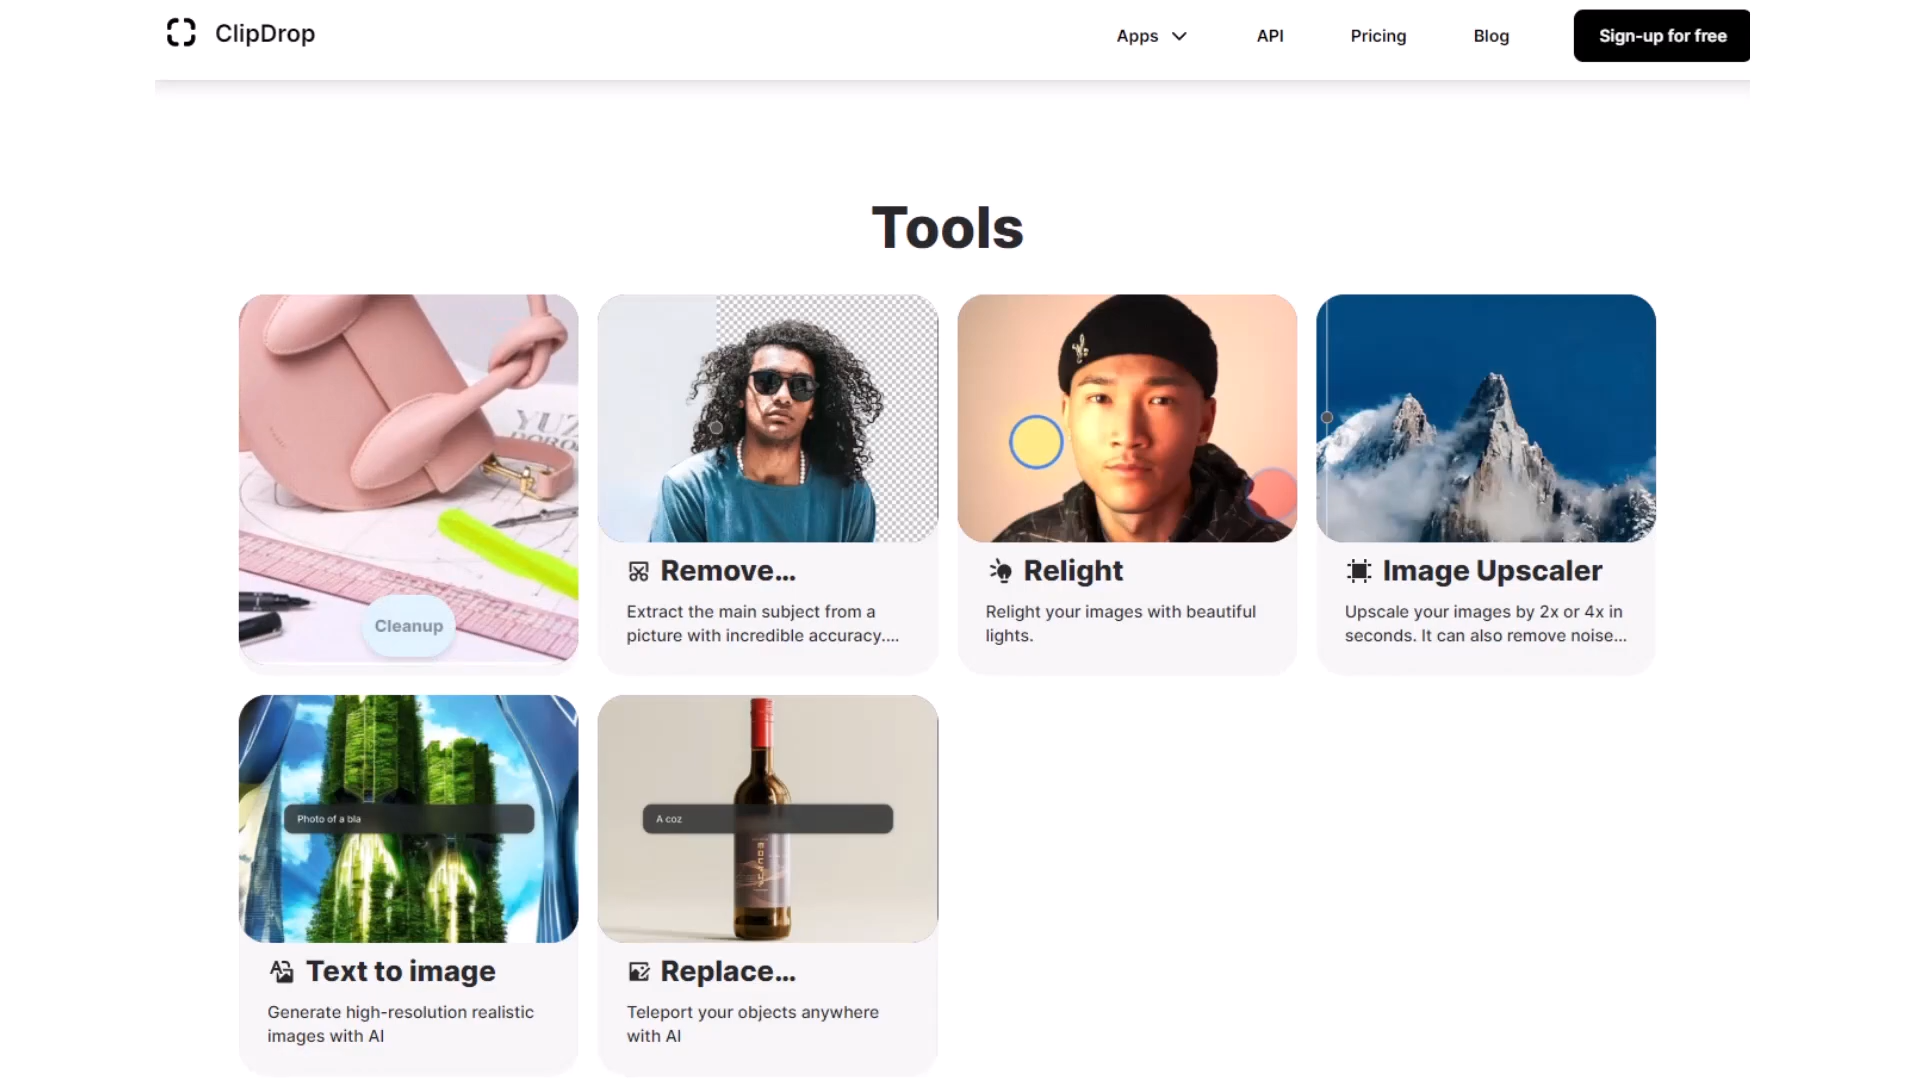 ClipDrop
Apps
API
Pricing
Blog
Sign-up for free
Tools
Cleanup
Remove...
Extract the main subject from a
picture with incredible accuracy....
Relight
Relight your images with beautiful
lights.
Image Upscaler
Upscale your images by 2x or 4x in
seconds. It can also remove noise...
Photo of a bla
Text to image
Generate high-resolution realistic
images with AI
A coz
Replace...
Teleport your objects anywhere
with AI